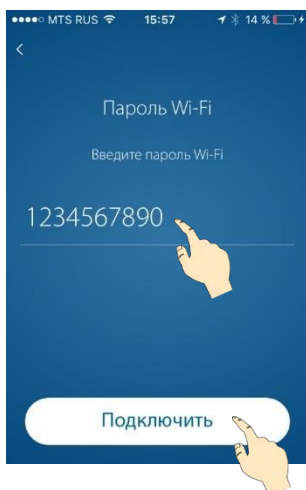 MTS RUS 15:57 14 %
Пароль Wi-Fi
Введите пароль Wi-Fi
1234567890
Подключить